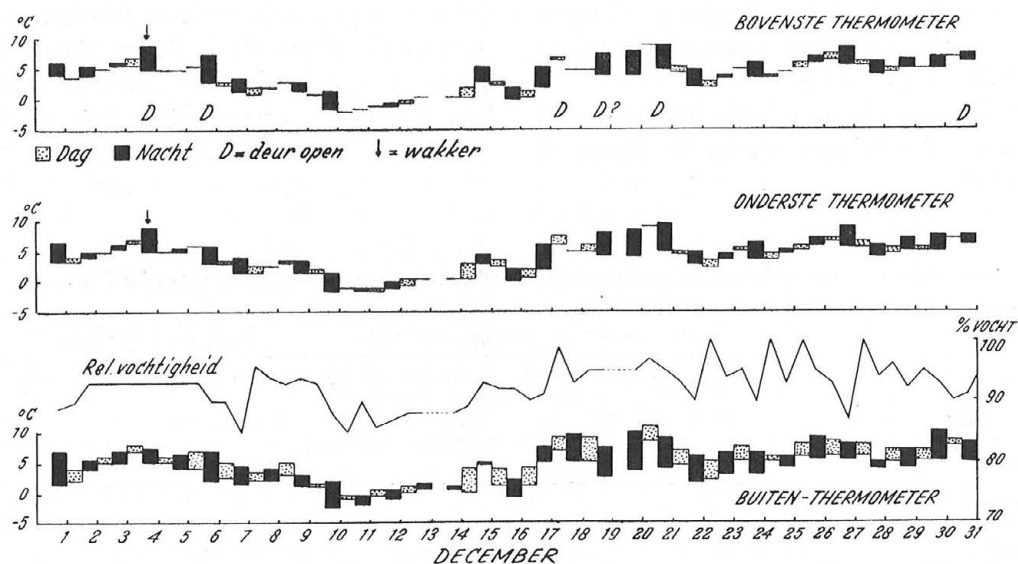 °C
BOVENSTE THERMOMETER
10
5
0
-5
D D D D? D D
Dag Nacht D = deur open ↓ = wakker
°C
ONDERSTE THERMOMETER
10
5
0
-5
% VOCHT
100
90
80
70
Rel. vochtigheid
°C
10
5
0
-5
BUITEN-THERMOMETER
1 2 3 4 5 6 7 8 9 10 11 12 13 14 15 16 17 18 19 20 21 22 23 24 25 26 27 28 29 30 31
DECEMBER